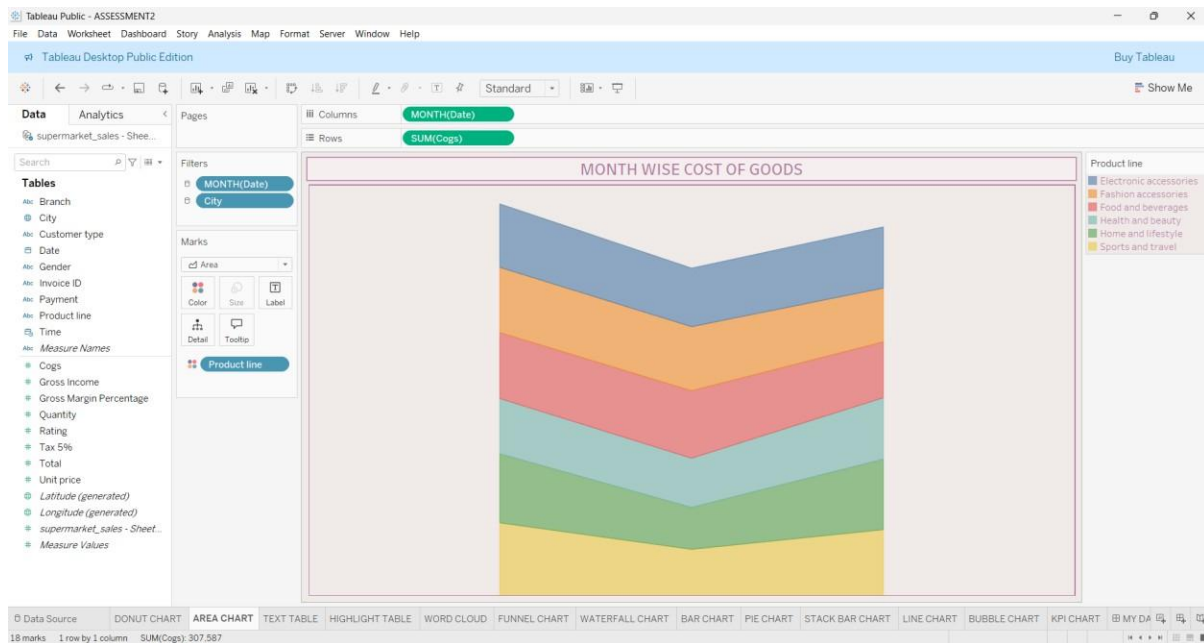 Tableau Public - ASSESSMENT2
File Data Worksheet Dashboard Story Analysis Map Format Server Window Help
Tableau Desktop Public Edition Buy Tableau
Standard Show Me
Data Analytics Pages Columns MONTH(Date)
supermarket_sales - Shee... Rows SUM(Cogs)
Search Filters MONTH WISE COST OF GOODS Product line
Tables MONTH(Date) Electronic accessories
Abc Branch City Fashion accessories
City Food and beverages
Abc Customer type Health and beauty
Date Marks Home and lifestyle
Abc Gender Area Sports and travel
Abc Invoice ID
Abc Payment Color Size Label
Abc Product line
Time Detail Tooltip
Abc Measure Names
Cogs Product line
Gross Income
Gross Margin Percentage
Quantity
Rating
Tax 5%
Total
Unit price
Latitude (generated)
Longitude (generated)
supermarket_sales - Sheet...
Measure Values
Data Source DONUT CHART AREA CHART TEXT TABLE HIGHLIGHT TABLE WORD CLOUD FUNNEL CHART WATERFALL CHART BAR CHART PIE CHART STACK BAR CHART LINE CHART BUBBLE CHART KPI CHART MY DA
18 marks 1 row by 1 column SUM(Cogs): 307,587